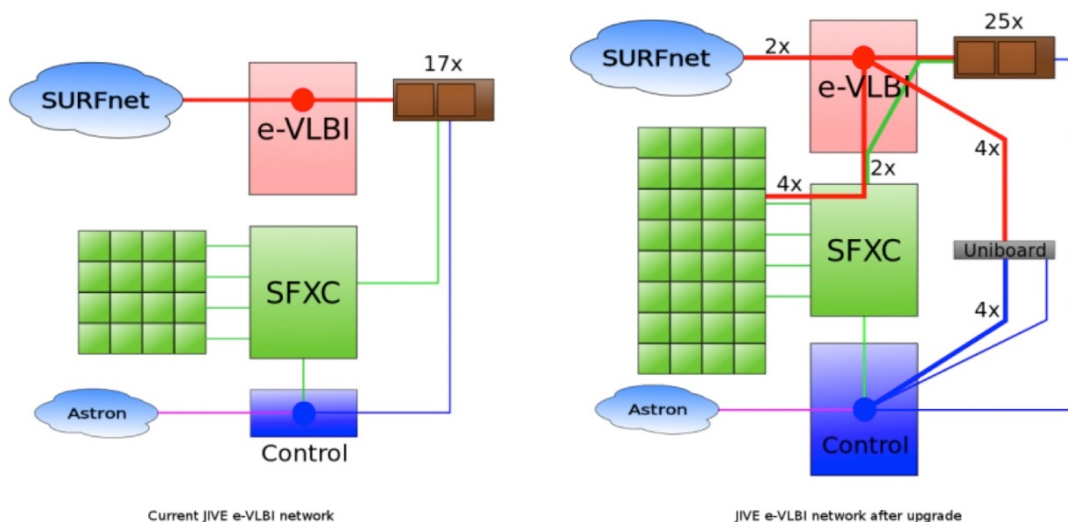 SURFnet
e-VLBI
17x
SFXC
Astron
Control
Current JIVE e-VLBI network
SURFnet
2x
e-VLBI
25x
4x
2x
4x
SFXC
Uniboard
4x
Astron
Control
JIVE e-VLBI network after upgrade